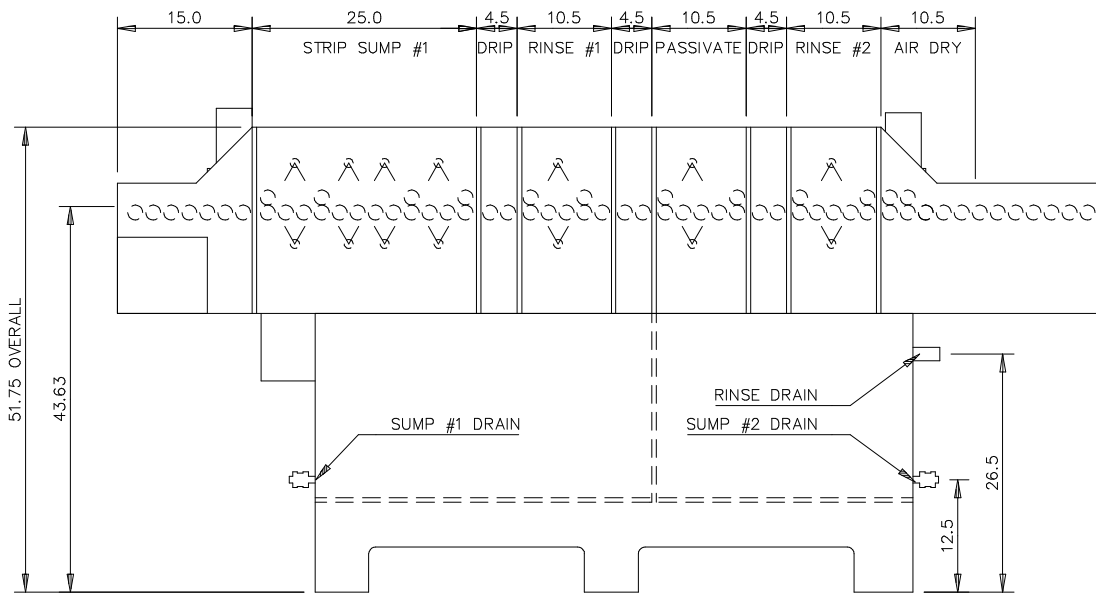 15.0 25.0 4.5 10.5 4.5 10.5 4.5 10.5 10.5
STRIP SUMP #1 DRIP RINSE #1 DRIP PASSIVATE DRIP RINSE #2 AIR DRY
51.75 OVERALL
43.63
RINSE DRAIN
SUMP #1 DRAIN
SUMP #2 DRAIN
26.5
12.5